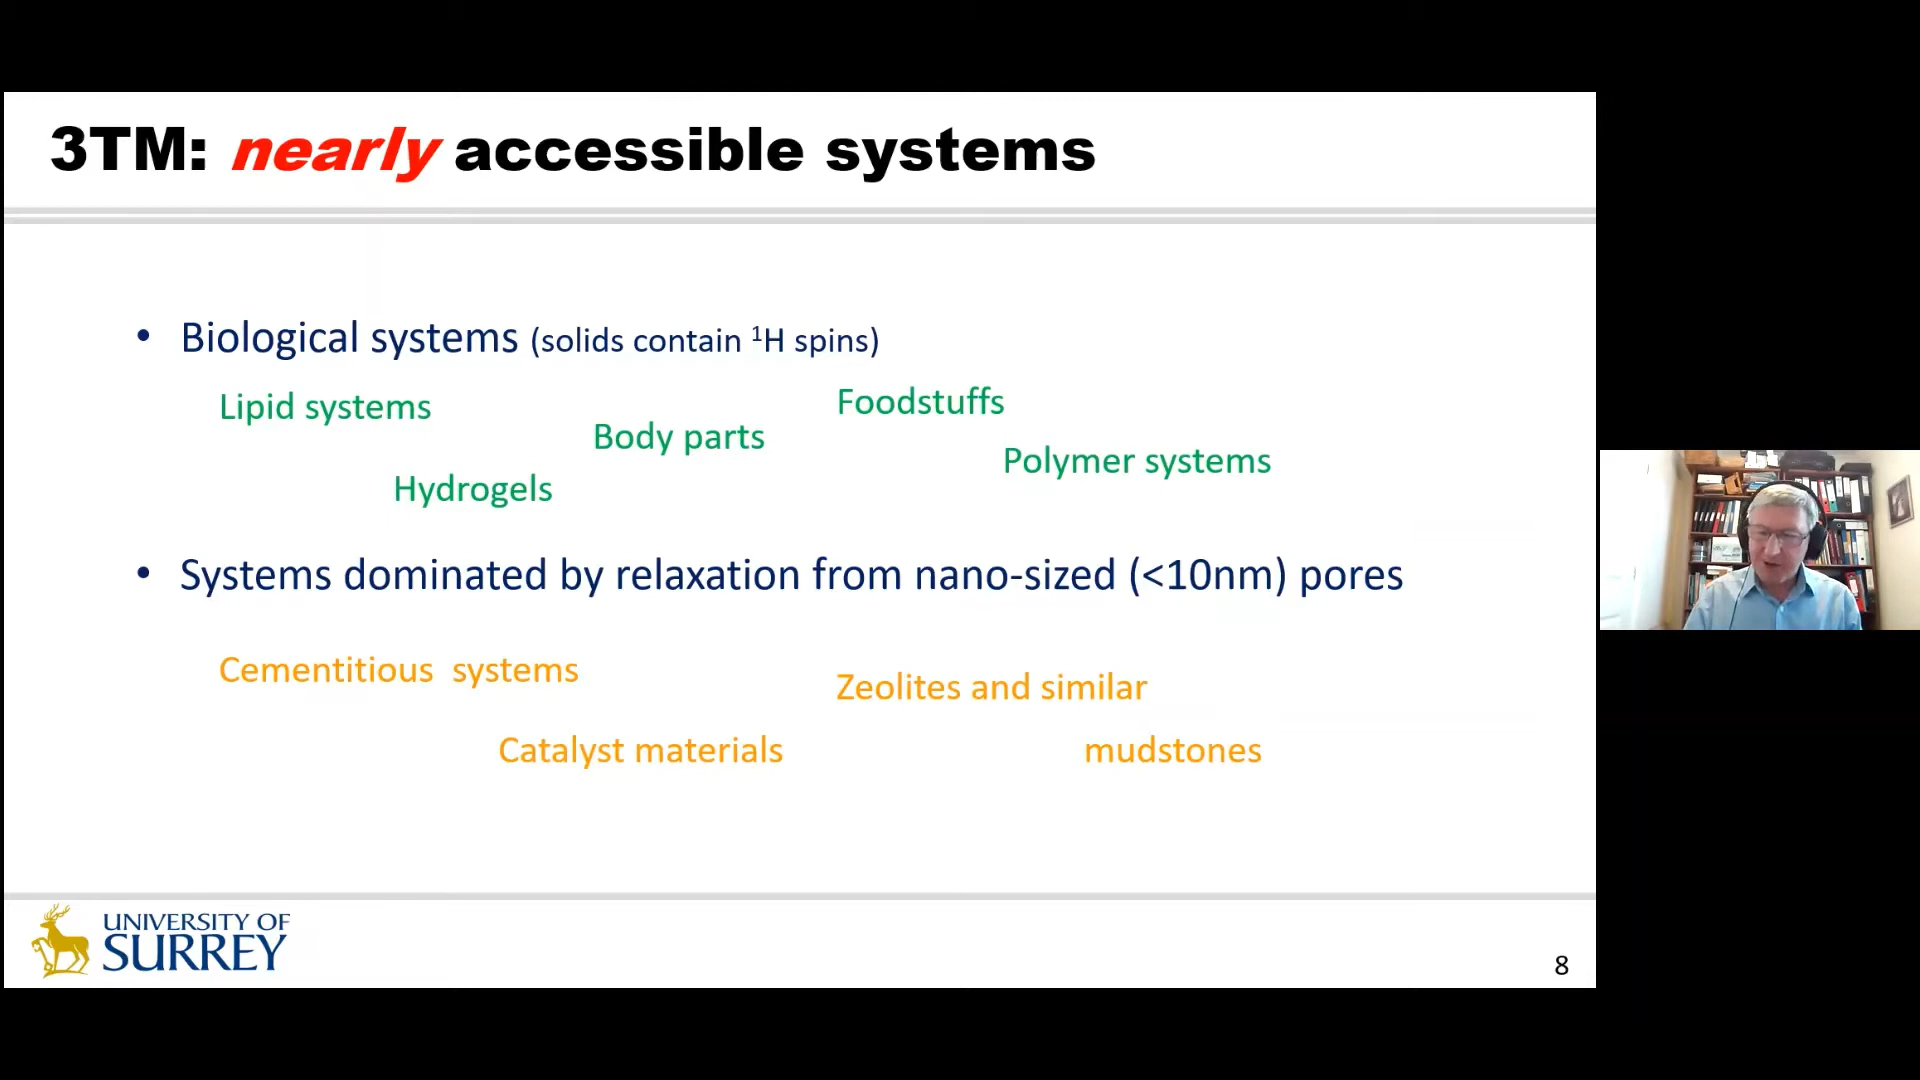 3TM: nearly accessible systems
• Biological systems (solids contain ¹H spins)
Lipid systems
Foodstuffs
Body parts
Polymer systems
Hydrogels
• Systems dominated by relaxation from nano-sized (<10nm) pores
Cementitious systems
Zeolites and similar
Catalyst materials
mudstones
UNIVERSITY OF
SURREY
8